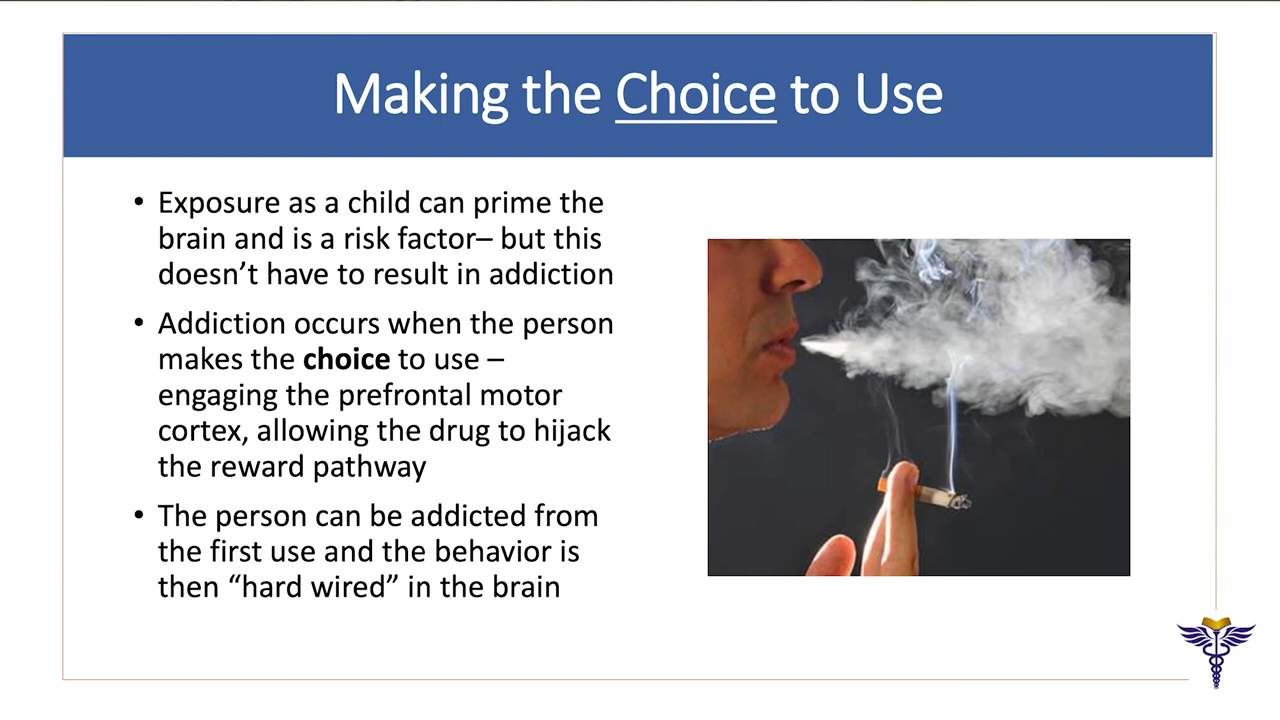 Making the Choice to Use
• Exposure as a child can prime the
brain and is a risk factor– but this
doesn’t have to result in addiction
• Addiction occurs when the person
makes the choice to use –
engaging the prefrontal motor
cortex, allowing the drug to hijack
the reward pathway
• The person can be addicted from
the first use and the behavior is
then “hard wired” in the brain